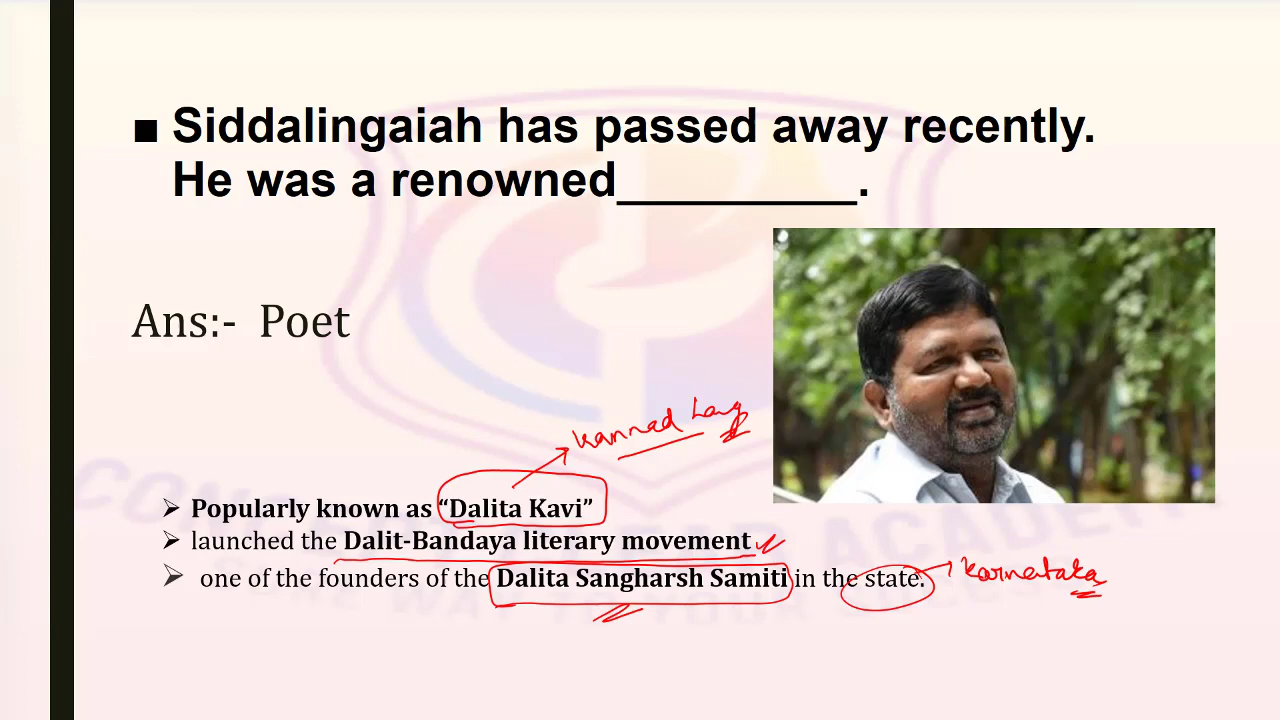 ■ Siddalingaiah has passed away recently.
He was a renowned__________.
Ans:- Poet
kannad Lang
➢ Popularly known as “Dalita Kavi”
➢ launched the Dalit-Bandaya literary movement
➢ one of the founders of the Dalita Sangharsh Samiti in the state.
karnataka